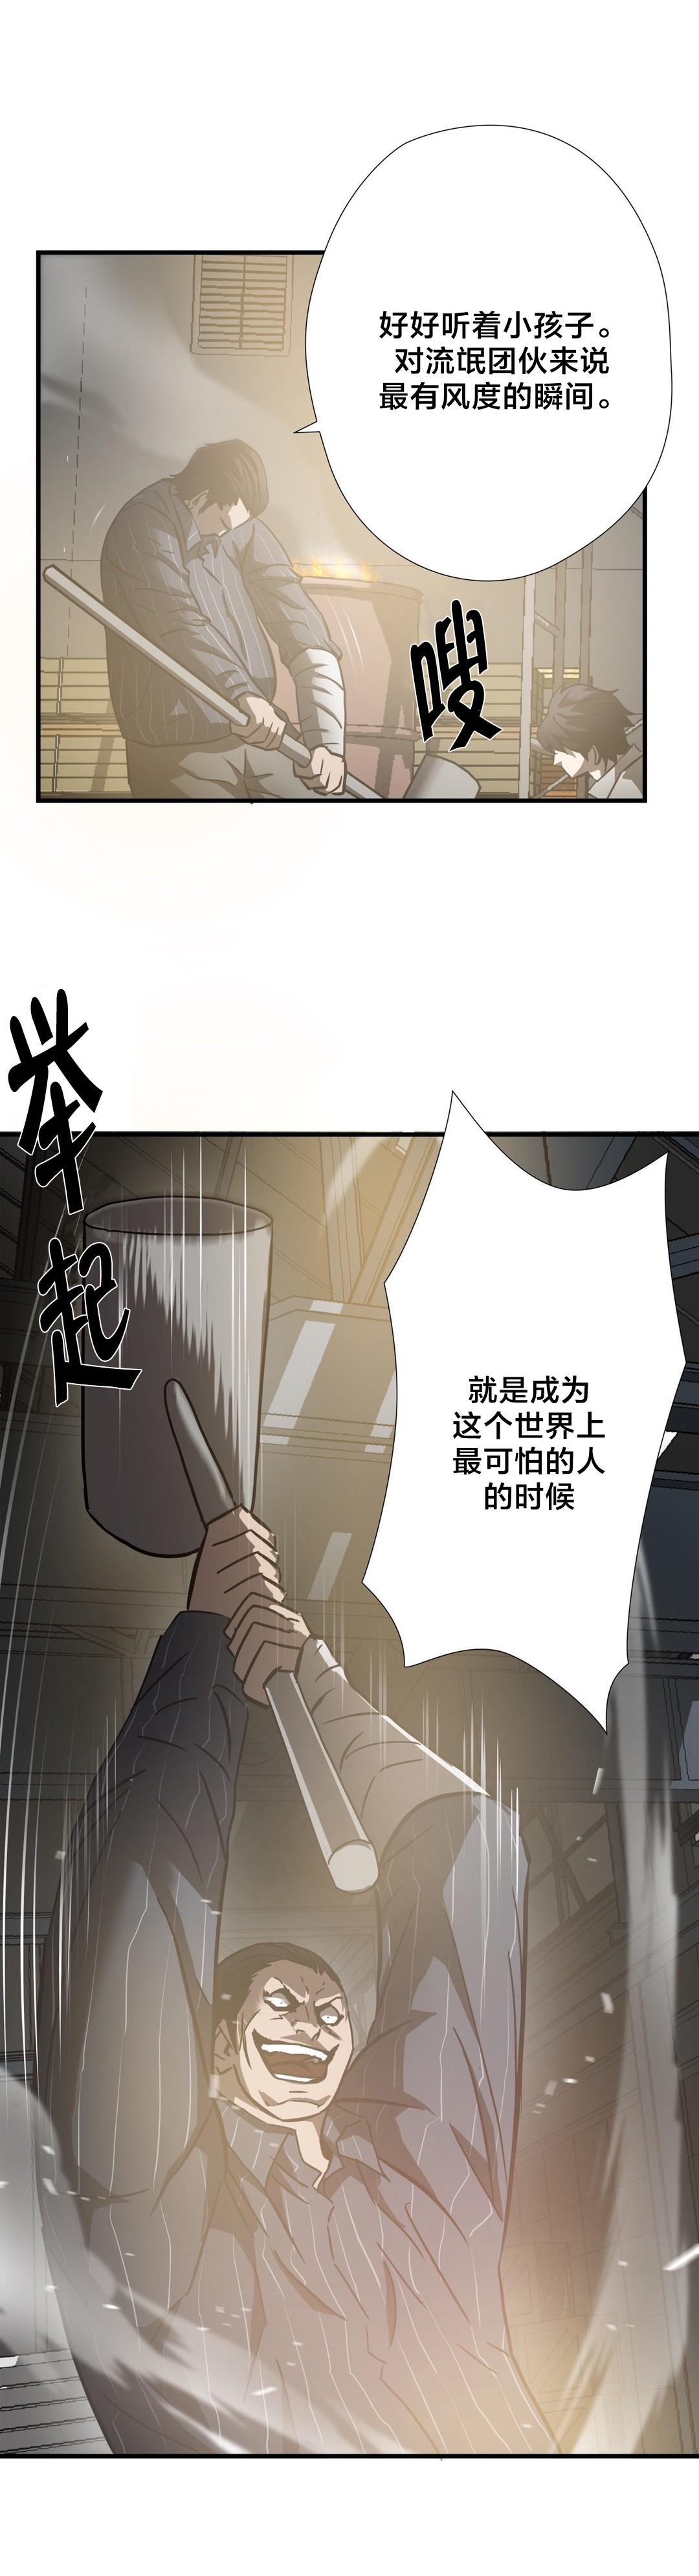 好好听着小孩子。
对流氓团伙来说
最有风度的瞬间。
嗖
举起
就是成为
这个世界上
最可怕的人
的时候